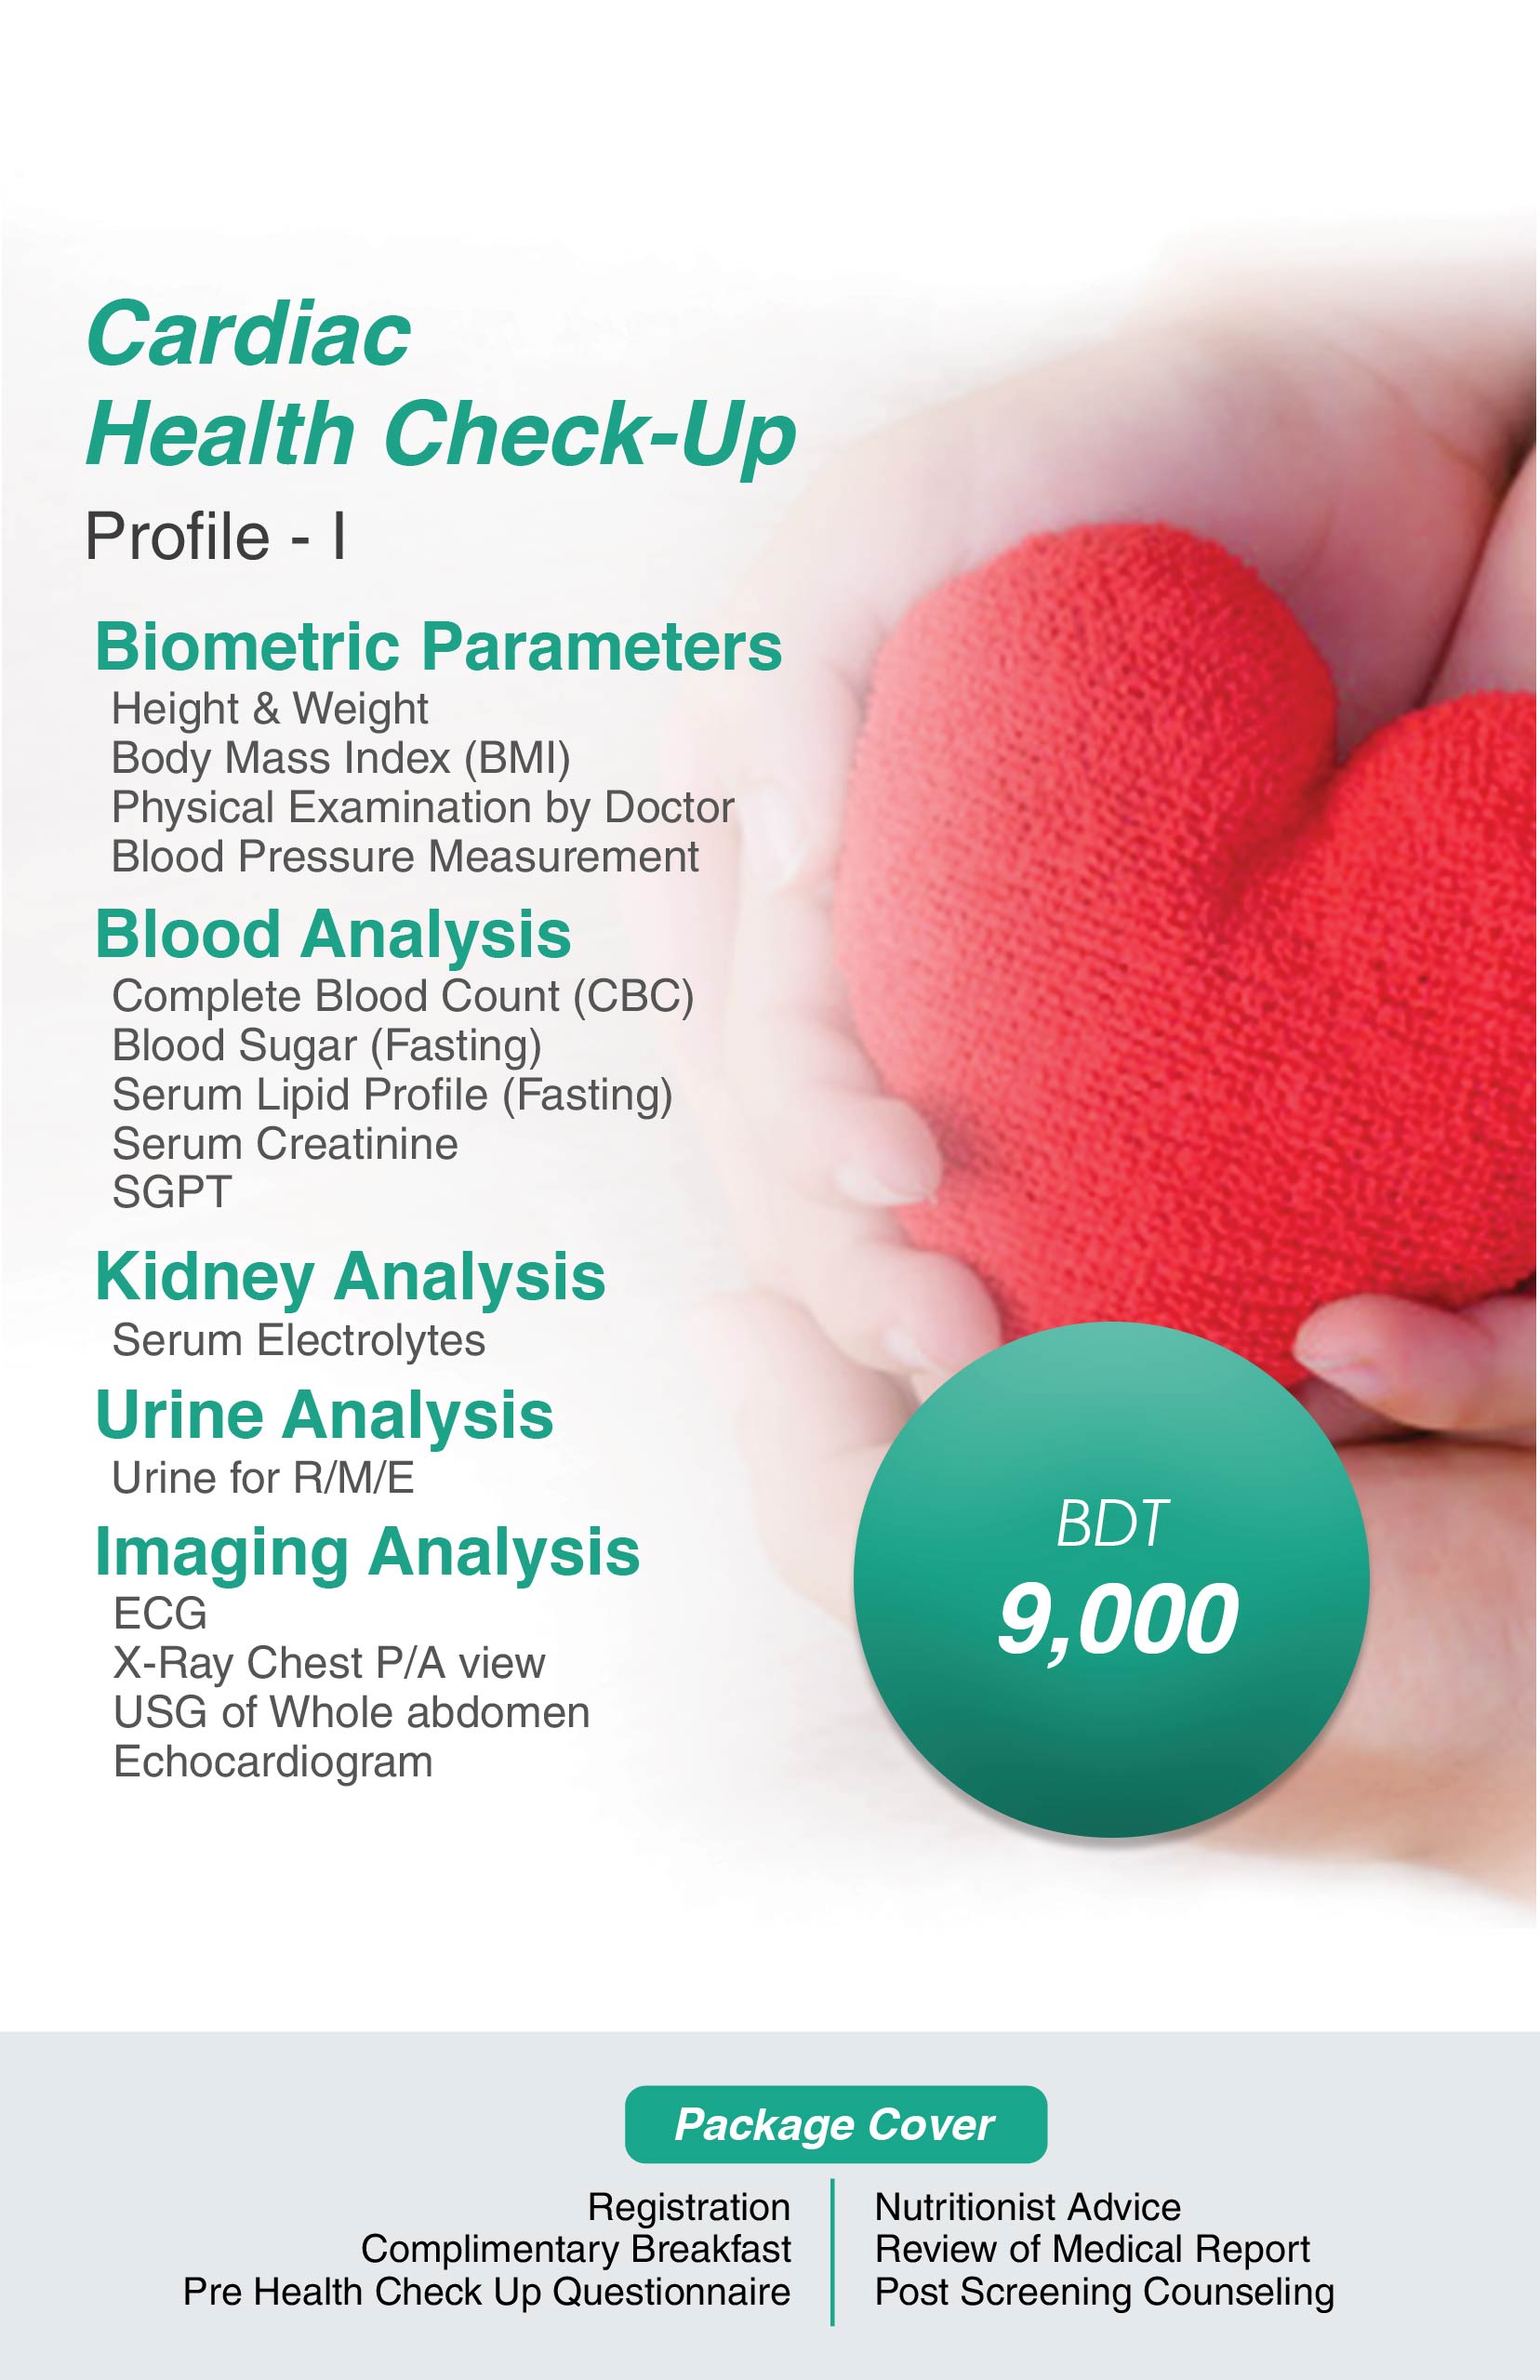 Cardiac
Health Check-Up
Profile - I
Biometric Parameters
Height & Weight
Body Mass Index (BMI)
Physical Examination by Doctor
Blood Pressure Measurement
Blood Analysis
Complete Blood Count (CBC)
Blood Sugar (Fasting)
Serum Lipid Profile (Fasting)
Serum Creatinine
SGPT
Kidney Analysis
Serum Electrolytes
Urine Analysis
Urine for R/M/E
Imaging Analysis
ECG
X-Ray Chest P/A view
USG of Whole abdomen
Echocardiogram
BDT
9,000
Package Cover
Registration
Complimentary Breakfast
Pre Health Check Up Questionnaire
Nutritionist Advice
Review of Medical Report
Post Screening Counseling